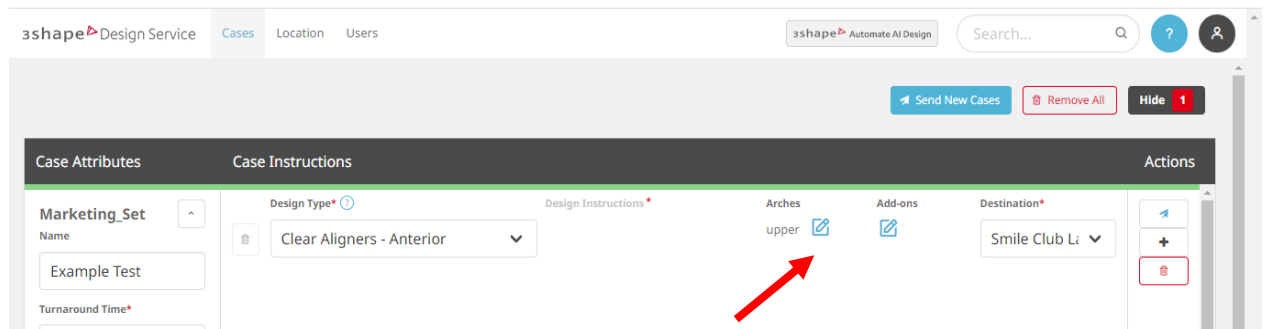 3shape Design Service Cases Location Users 3shape Automate AI Design Search... ?
Send New Cases Remove All Hide 1
Case Attributes Case Instructions Actions
Design Type* ? Design Instructions * Arches Add-ons Destination*
Marketing_Set
upper
Name
Clear Aligners - Anterior Smile Club La
Example Test
Turnaround Time*